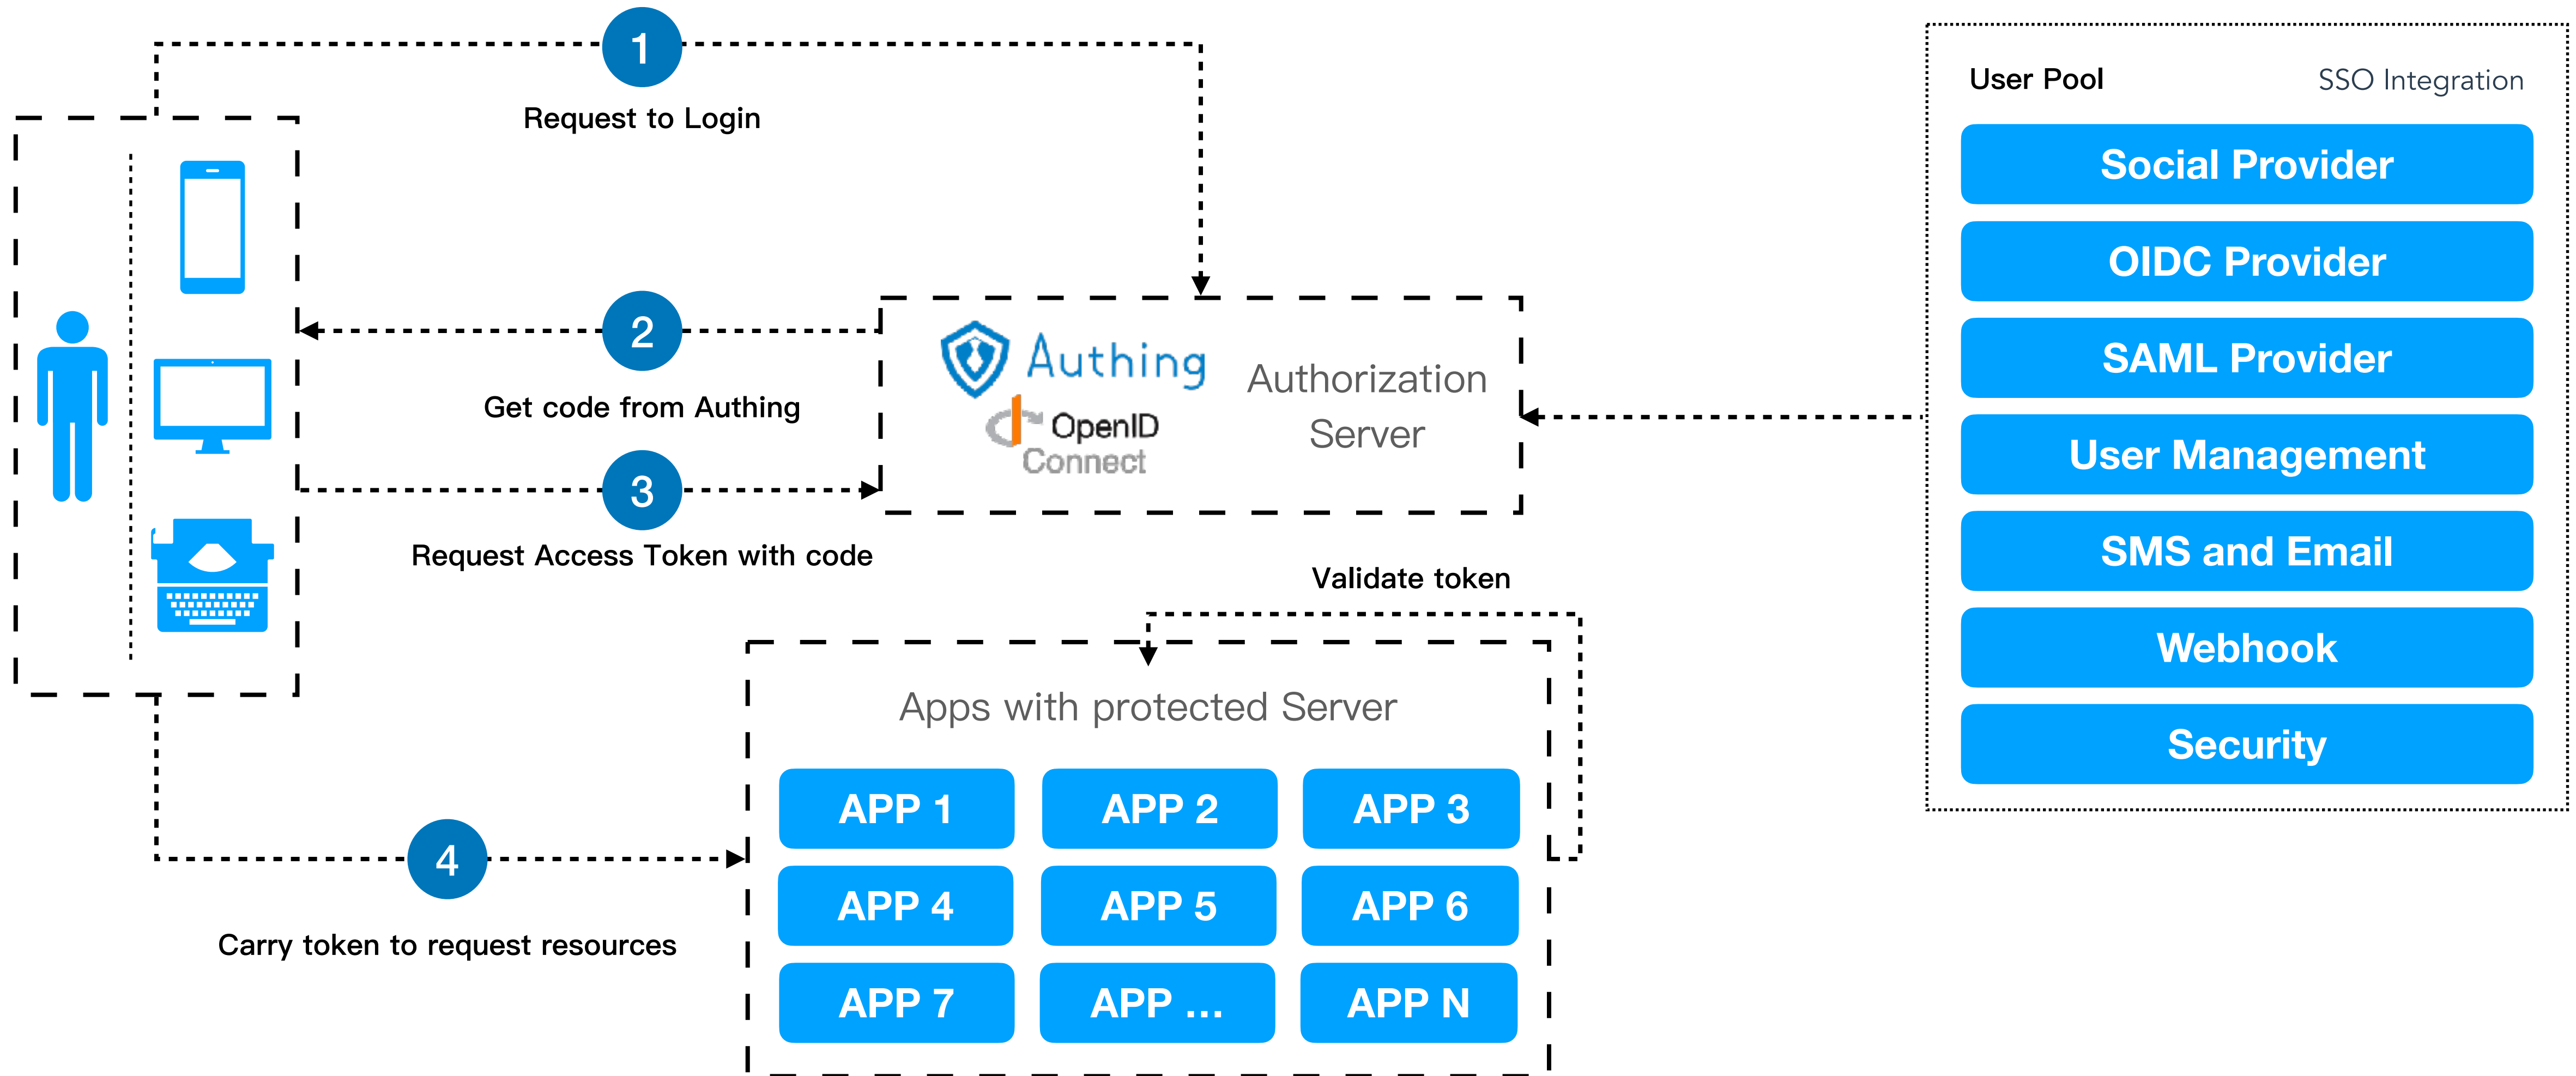 1
Request to Login
2
Get code from Authing
3
Request Access Token with code
Authing
OpenID
Connect
Authorization
Server
User Pool
SSO Integration
Social Provider
OIDC Provider
SAML Provider
User Management
SMS and Email
Webhook
Security
Validate token
Apps with protected Server
APP 1
APP 2
APP 3
APP 4
APP 5
APP 6
APP 7
APP ...
APP N
4
Carry token to request resources